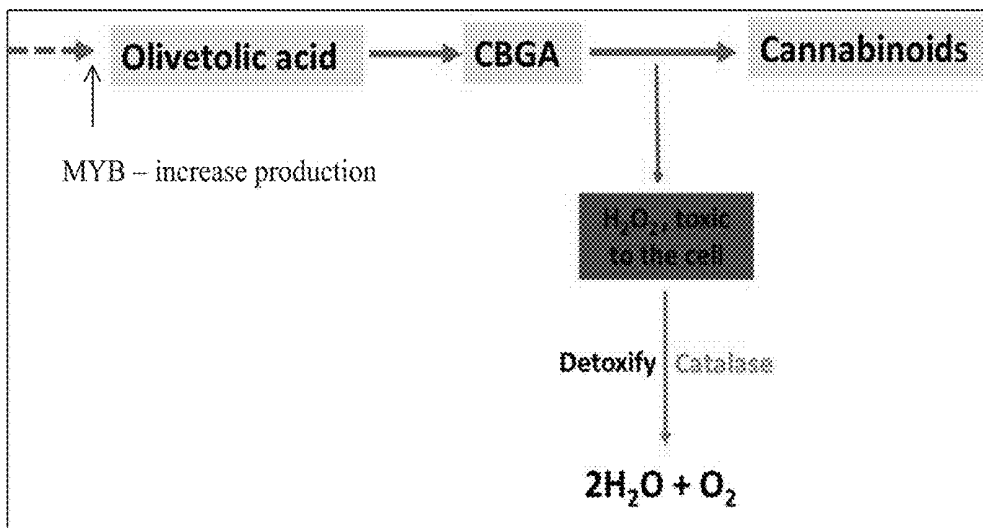 Olivetolic acid
CBGA
Cannabinoids
MYB – increase production
H₂O₂, toxic
to the cell
Detoxify
Catalase
2H₂O + O₂